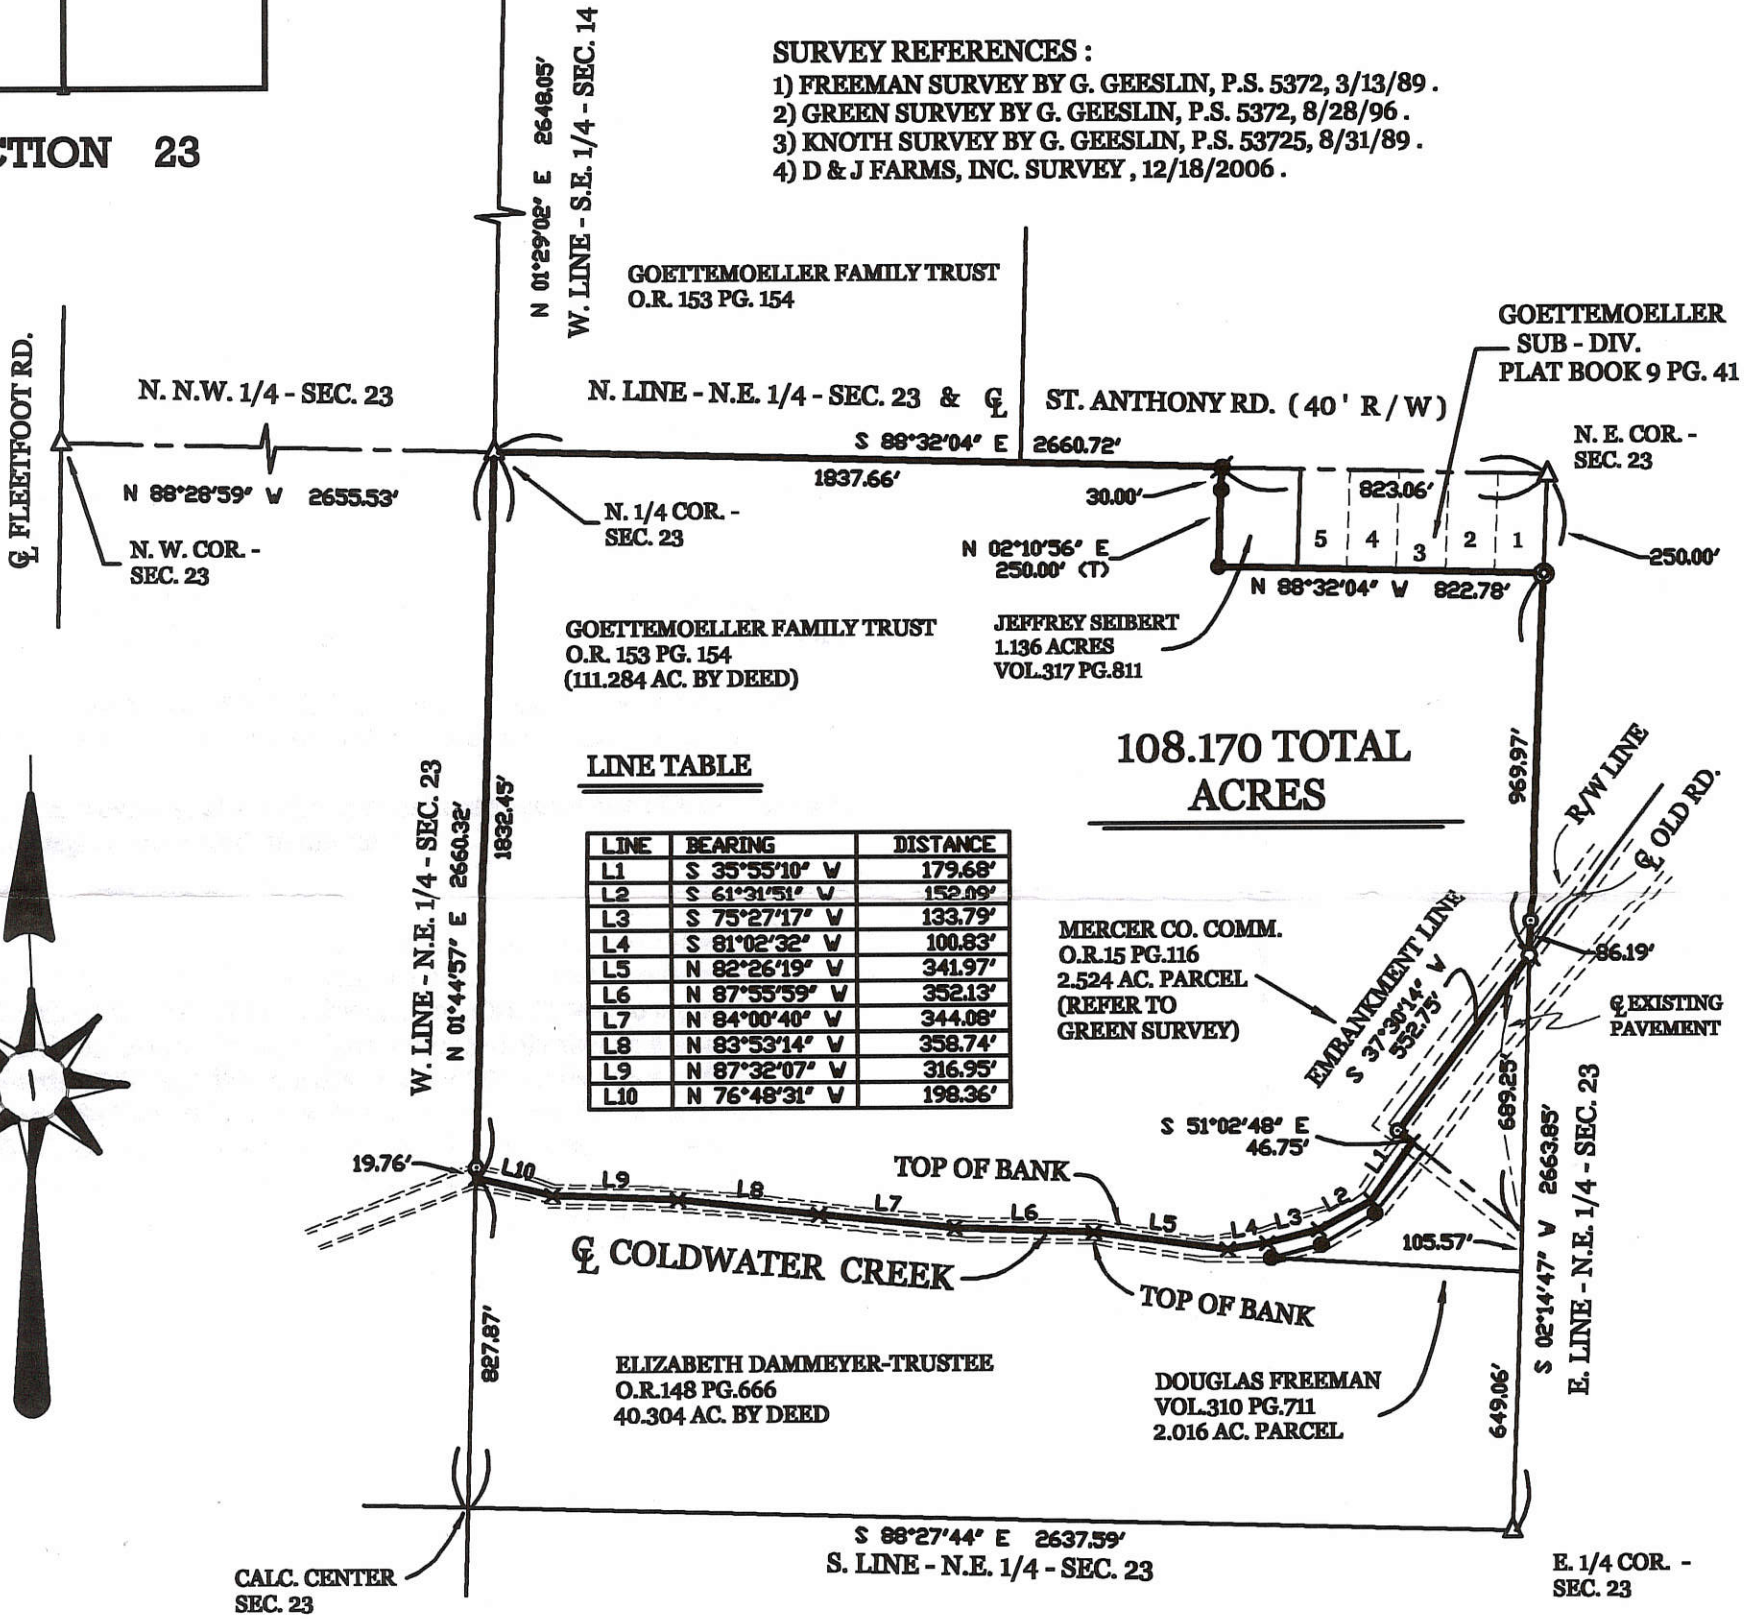 CTION 23
N 01°29'02" E 2648.05'
W. LINE - S.E. 1/4 - SEC. 14
SURVEY REFERENCES :
1) FREEMAN SURVEY BY G. GEESLIN, P.S. 5372, 3/13/89 .
2) GREEN SURVEY BY G. GEESLIN, P.S. 5372, 8/28/96 .
3) KNOTH SURVEY BY G. GEESLIN, P.S. 53725, 8/31/89 .
4) D & J FARMS, INC. SURVEY , 12/18/2006 .
GOETTEMOELLER FAMILY TRUST
O.R. 153 PG. 154
GOETTEMOELLER
SUB - DIV.
PLAT BOOK 9 PG. 41
℄ FLEETFOOT RD.
N. N.W. 1/4 - SEC. 23
N. LINE - N.E. 1/4 - SEC. 23 & ℄ ST. ANTHONY RD. ( 40 ' R / W )
S 88°32'04" E 2660.72'
N. E. COR. -
SEC. 23
N 88°28'59" W 2655.53'
1837.66'
30.00'
823.06'
N. 1/4 COR. -
SEC. 23
N. W. COR. -
SEC. 23
N 02°10'56" E
250.00' (T)
5 4 3 2 1
250.00'
N 88°32'04" W 822.78'
GOETTEMOELLER FAMILY TRUST
O.R. 153 PG. 154
(111.284 AC. BY DEED)
JEFFREY SEIBERT
1.136 ACRES
VOL.317 PG.811
108.170 TOTAL
ACRES
969.97'
R/W LINE
℄ OLD RD.
W. LINE - N.E. 1/4 - SEC. 23
N 01°44'57" E 2660.32'
1832.45'
LINE TABLE
LINE BEARING DISTANCE
L1 S 35°55'10" W 179.68'
L2 S 61°31'51" W 152.09'
L3 S 75°27'17" W 133.79'
L4 S 81°02'32" W 100.83'
L5 N 82°26'19" W 341.97'
L6 N 87°55'59" W 352.13'
L7 N 84°00'40" W 344.08'
L8 N 83°53'14" W 358.74'
L9 N 87°32'07" W 316.95'
L10 N 76°48'31" W 198.36'
MERCER CO. COMM.
O.R.15 PG.116
2.524 AC. PARCEL
(REFER TO
GREEN SURVEY)
EMBANKMENT LINE
S 37°30'14" W
552.75'
86.19'
℄ EXISTING
PAVEMENT
689.25'
S 51°02'48" E
46.75'
S 02°14'47" W 2663.85'
E. LINE - N.E. 1/4 - SEC. 23
19.76'
L10 L9 L8 L7 L6 L5 L4 L3 L2 L1
TOP OF BANK
105.57'
℄ COLDWATER CREEK
TOP OF BANK
827.87'
ELIZABETH DAMMEYER-TRUSTEE
O.R.148 PG.666
40.304 AC. BY DEED
DOUGLAS FREEMAN
VOL.310 PG.711
2.016 AC. PARCEL
649.06'
S 88°27'44" E 2637.59'
S. LINE - N.E. 1/4 - SEC. 23
CALC. CENTER
SEC. 23
E. 1/4 COR. -
SEC. 23